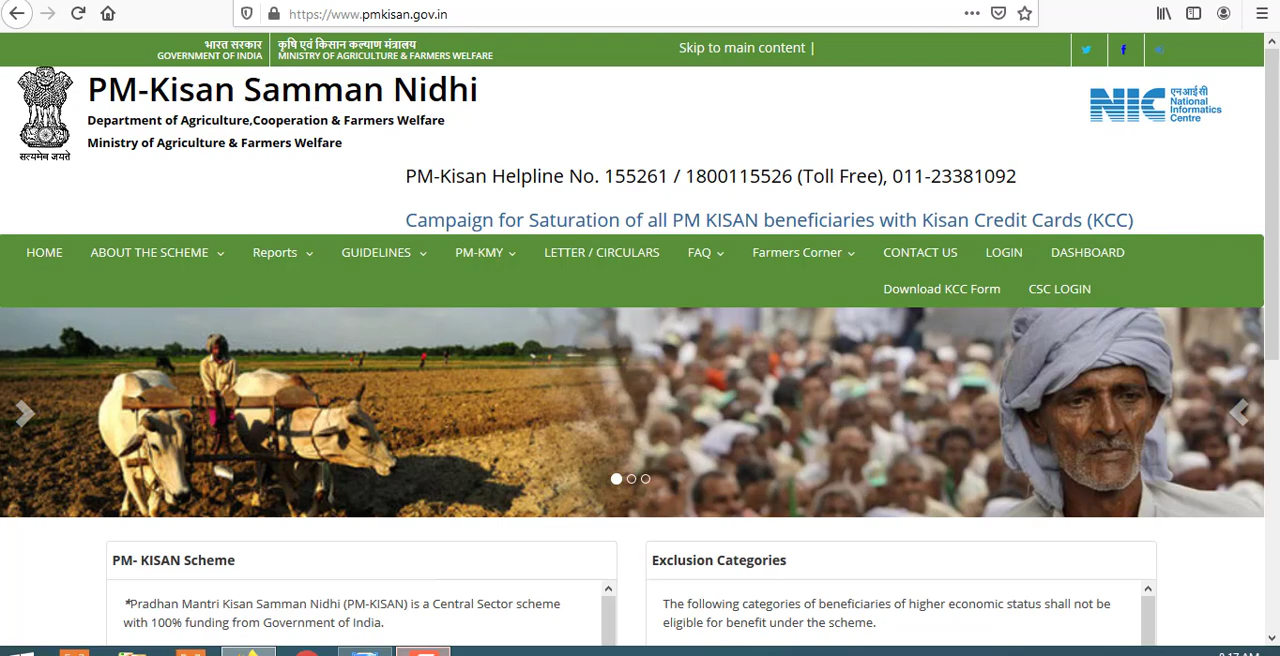 https://www.pmkisan.gov.in
भारत सरकार
GOVERNMENT OF INDIA
कृषि एवं किसान कल्याण मंत्रालय
MINISTRY OF AGRICULTURE & FARMERS WELFARE
Skip to main content |
PM-Kisan Samman Nidhi
Department of Agriculture,Cooperation & Farmers Welfare
Ministry of Agriculture & Farmers Welfare
सत्यमेव जयते
NIC
एन आई सी
National
Informatics
Centre
PM-Kisan Helpline No. 155261 / 1800115526 (Toll Free), 011-23381092
Campaign for Saturation of all PM KISAN beneficiaries with Kisan Credit Cards (KCC)
HOME ABOUT THE SCHEME Reports GUIDELINES PM-KMY LETTER / CIRCULARS FAQ Farmers Corner CONTACT US LOGIN DASHBOARD
Download KCC Form CSC LOGIN
PM- KISAN Scheme
*Pradhan Mantri Kisan Samman Nidhi (PM-KISAN) is a Central Sector scheme
with 100% funding from Government of India.
Exclusion Categories
The following categories of beneficiaries of higher economic status shall not be
eligible for benefit under the scheme.